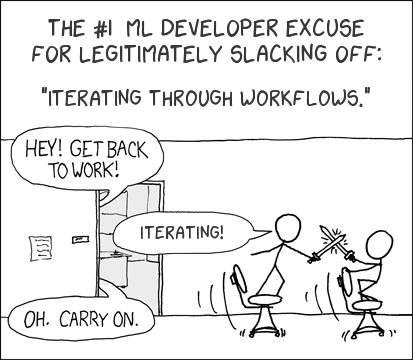 THE #1 ML DEVELOPER EXCUSE
FOR LEGITIMATELY SLACKING OFF:
"ITERATING THROUGH WORKFLOWS."
HEY! GET BACK
TO WORK!
ITERATING!
OH. CARRY ON.